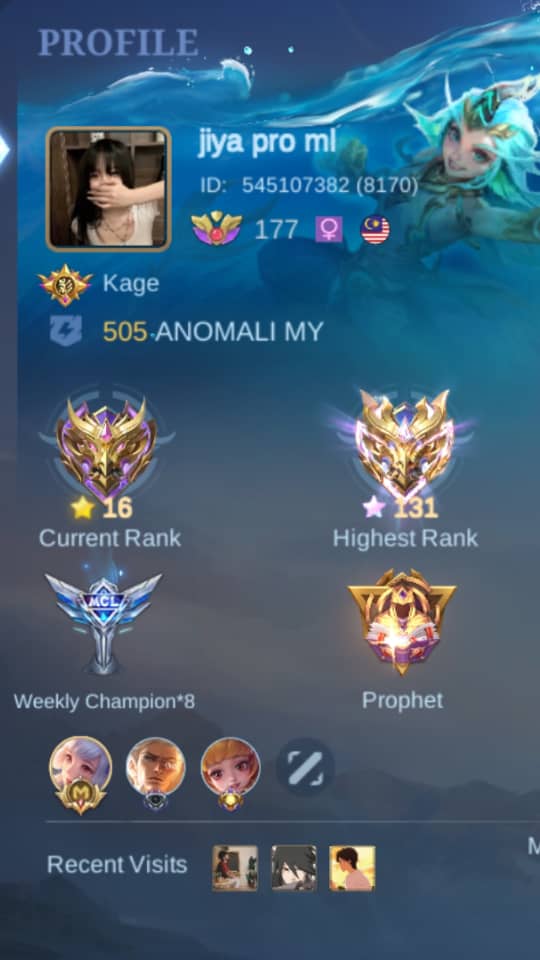 PROFILE
jiya pro ml
ID: 545107382 (8170)
177
影
Kage
505·ANOMALI MY
16
131
Current Rank
Highest Rank
MCL
Weekly Champion*8
Prophet
M
Recent Visits
M